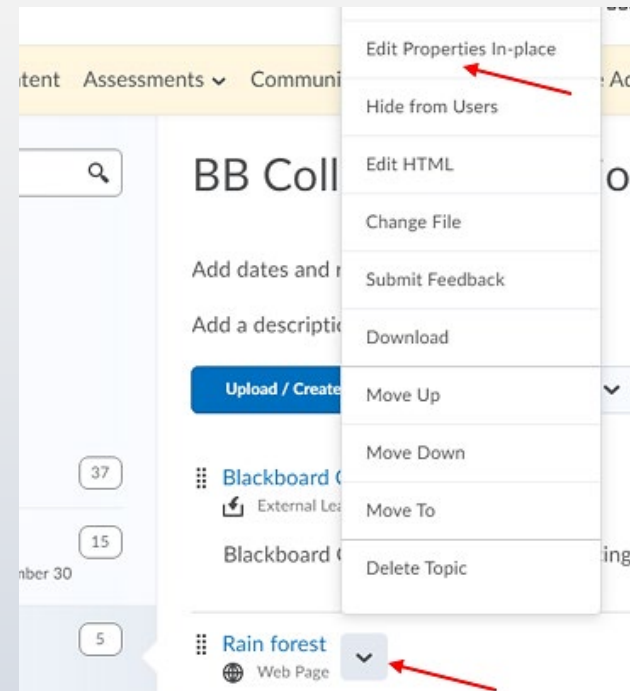 Edit Properties In-place
Assessments
Hide from Users
BB Coll
Edit HTML
Change File
Add dates and
Submit Feedback
Add a
Download
Upload / Create
Move Up
Move Down
37
Blackboard
External
Move To
15
Blackboard
30
Delete Topic
5
Rain forest
Web Page